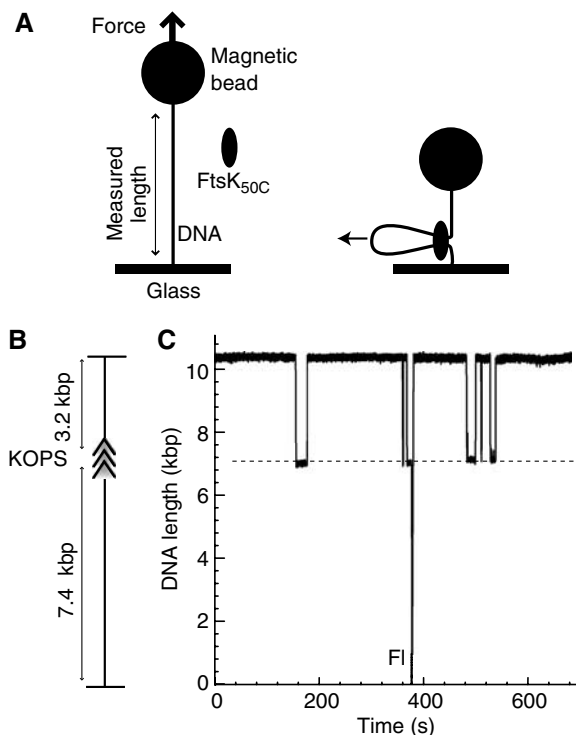 A
Force
Magnetic
bead
Measured
length
FtsK50C
DNA
Glass
B
3.2 kbp
KOPS
7.4 kbp
C
DNA length (kbp)
10
8
6
4
2
0
Fl
0
200
400
600
Time (s)